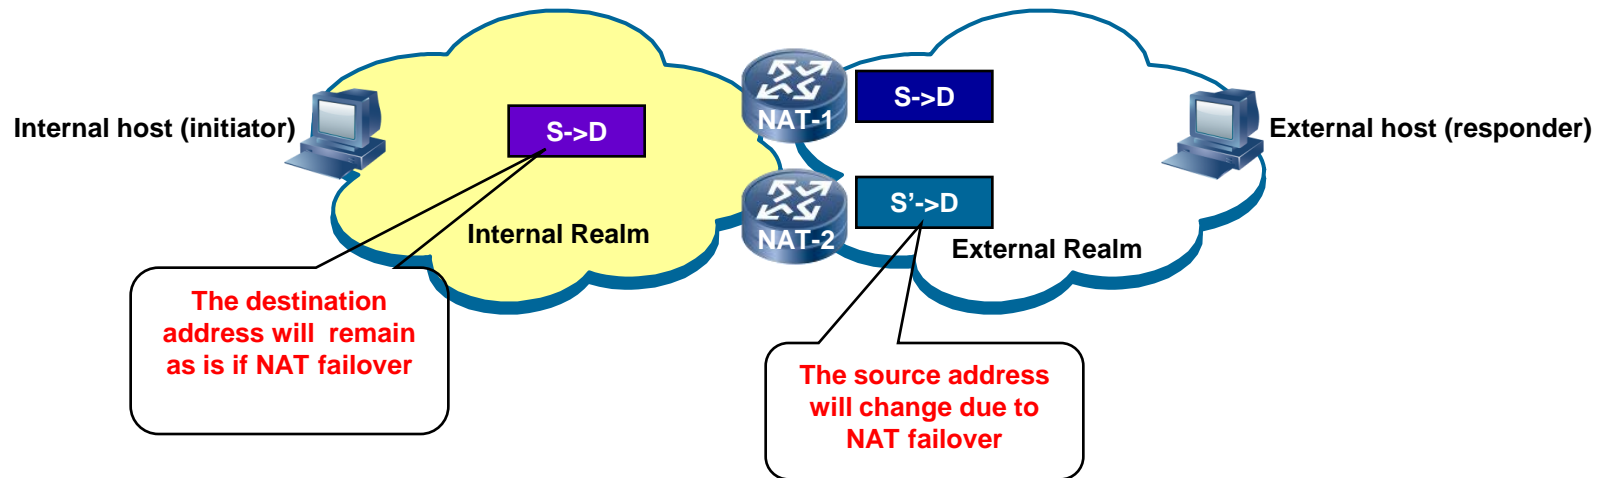 Internal host (initiator)
S->D
NAT-1
S->D
External host (responder)
Internal Realm
NAT-2
S’->D
External Realm
The destination
address will  remain
as is if NAT failover
The source address
will change due to
NAT failover